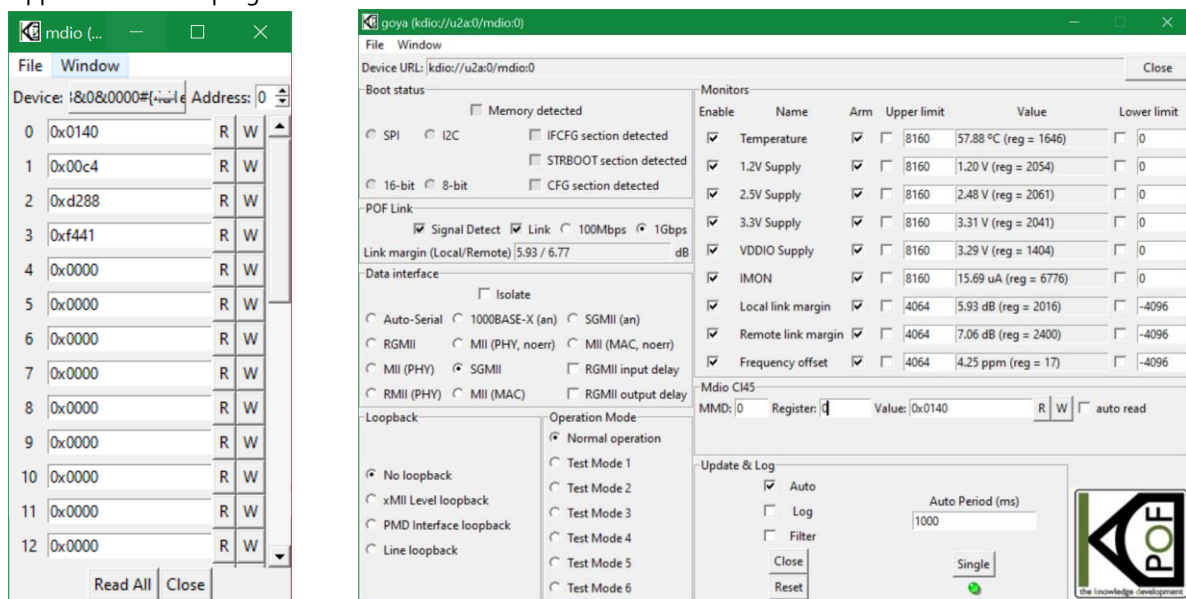 mdio (...
File Window
Device: Address: 0
0 0x0140 R W
1 0x00c4 R W
2 0xd288 R W
3 0xf441 R W
4 0x0000 R W
5 0x0000 R W
6 0x0000 R W
7 0x0000 R W
8 0x0000 R W
9 0x0000 R W
10 0x0000 R W
11 0x0000 R W
12 0x0000 R W
Read All Close
goya (kdio://u2a:0/mdio:0)
File Window
Device URL: kdio://u2a:0/mdio:0 Close
Boot status
Memory detected
SPI I2C IFCFG section detected
STRBOOT section detected
16-bit 8-bit CFG section detected
POF Link
Signal Detect Link 100Mbps 1Gbps
Link margin (Local/Remote) 5.93 / 6.77 dB
Data interface
Isolate
Auto-Serial 1000BASE-X (an) SGMII (an)
RGMII MII (PHY, noerr) MII (MAC, noerr)
MII (PHY) SGMII RGMII input delay
RMII (PHY) MII (MAC) RGMII output delay
Loopback
No loopback
xMII Level loopback
PMD Interface loopback
Line loopback
Operation Mode
Normal operation
Test Mode 1
Test Mode 2
Test Mode 3
Test Mode 4
Test Mode 5
Test Mode 6
Monitors
Enable Name Arm Upper limit Value Lower limit
Temperature 8160 57.88 ºC (reg = 1646) 0
1.2V Supply 8160 1.20 V (reg = 2054) 0
2.5V Supply 8160 2.48 V (reg = 2061) 0
3.3V Supply 8160 3.31 V (reg = 2041) 0
VDDIO Supply 8160 3.29 V (reg = 1404) 0
IMON 8160 15.69 uA (reg = 6776) 0
Local link margin 4064 5.93 dB (reg = 2016) -4096
Remote link margin 4064 7.06 dB (reg = 2400) -4096
Frequency offset 4064 4.25 ppm (reg = 17) -4096
Mdio Cl45
MMD: 0 Register: 0 Value: 0x0140 R W auto read
Update & Log
Auto
Log
Filter
Close
Reset
Auto Period (ms)
1000
Single
KDPOF
the knowledge development